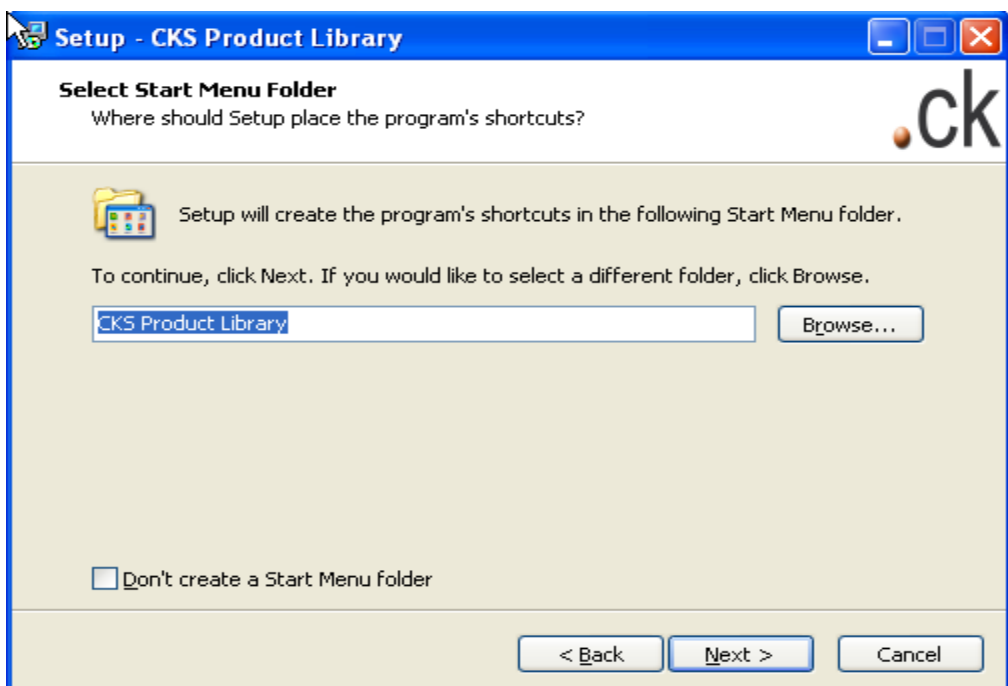 Setup - CKS Product Library
Select Start Menu Folder
Where should Setup place the program's shortcuts?
.ck
Setup will create the program's shortcuts in the following Start Menu folder.
To continue, click Next. If you would like to select a different folder, click Browse.
CKS Product Library
Browse...
Don't create a Start Menu folder
< Back
Next >
Cancel